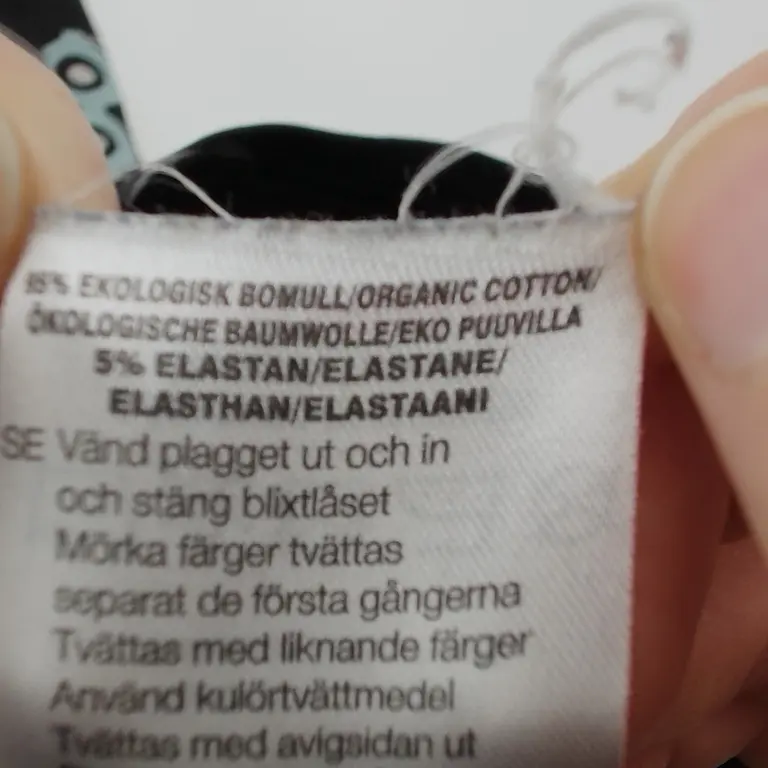 95% EKOLOGISK BOMULL/ORGANIC COTTON/
ÖKOLOGISCHE BAUMWOLLE/EKO PUUVILLA
5% ELASTAN/ELASTANE/
ELASTHAN/ELASTAANI
SE Vänd plagget ut och in
och stäng blixtlåset
Mörka färger tvättas
separat de första gångerna
Tvättas med liknande färger
Använd kulörtvättmedel
Tvättas med avigsidan ut